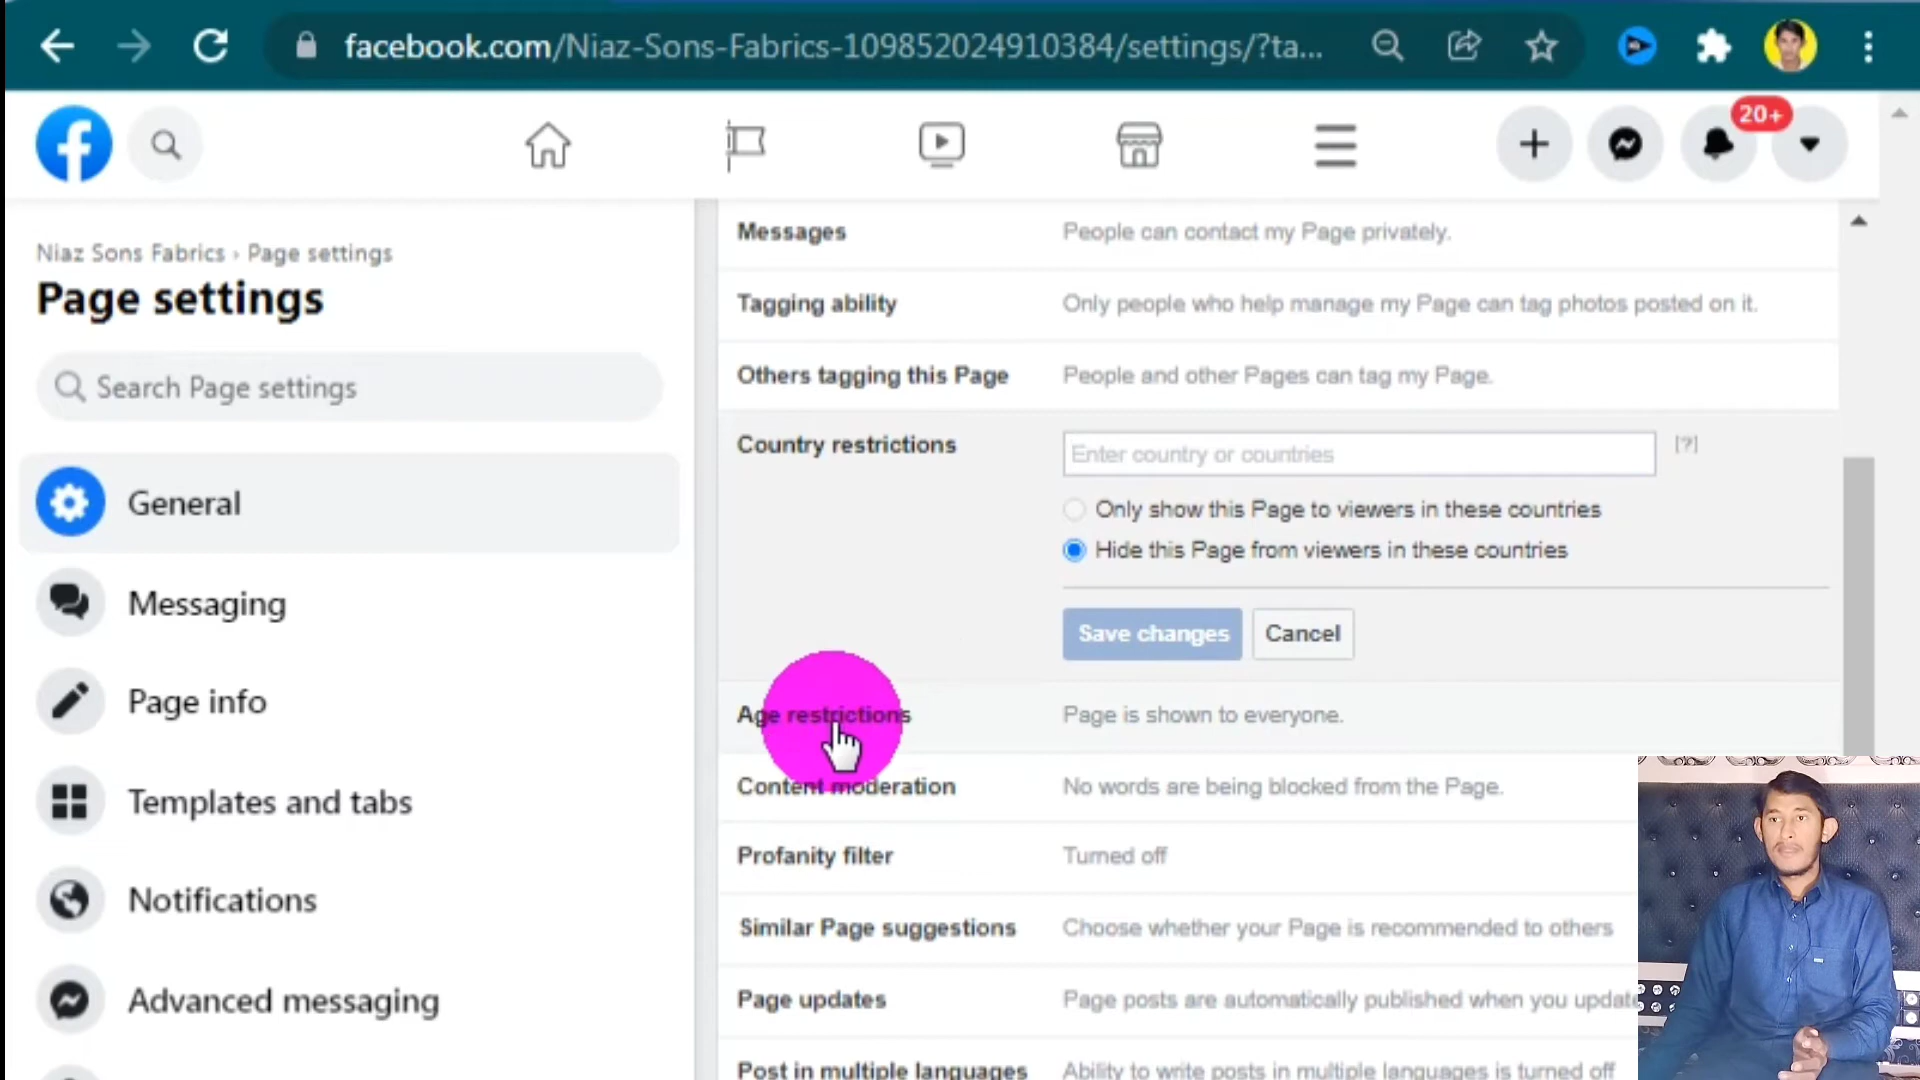 facebook.com/Niaz-Sons-Fabrics-109852024910384/settings/?ta...
20+
Niaz Sons Fabrics › Page settings
Page settings
Search Page settings
General
Messaging
Page info
Templates and tabs
Notifications
Advanced messaging
Messages People can contact my Page privately.
Tagging ability Only people who help manage my Page can tag photos posted on it.
Others tagging this Page People and other Pages can tag my Page.
Country restrictions Enter country or countries [?]
Only show this Page to viewers in these countries
Hide this Page from viewers in these countries
Save changes Cancel
Age restrictions Page is shown to everyone.
Content moderation No words are being blocked from the Page.
Profanity filter Turned off
Similar Page suggestions Choose whether your Page is recommended to others
Page updates Page posts are automatically published when you update
Post in multiple languages Ability to write posts in multiple languages is turned off